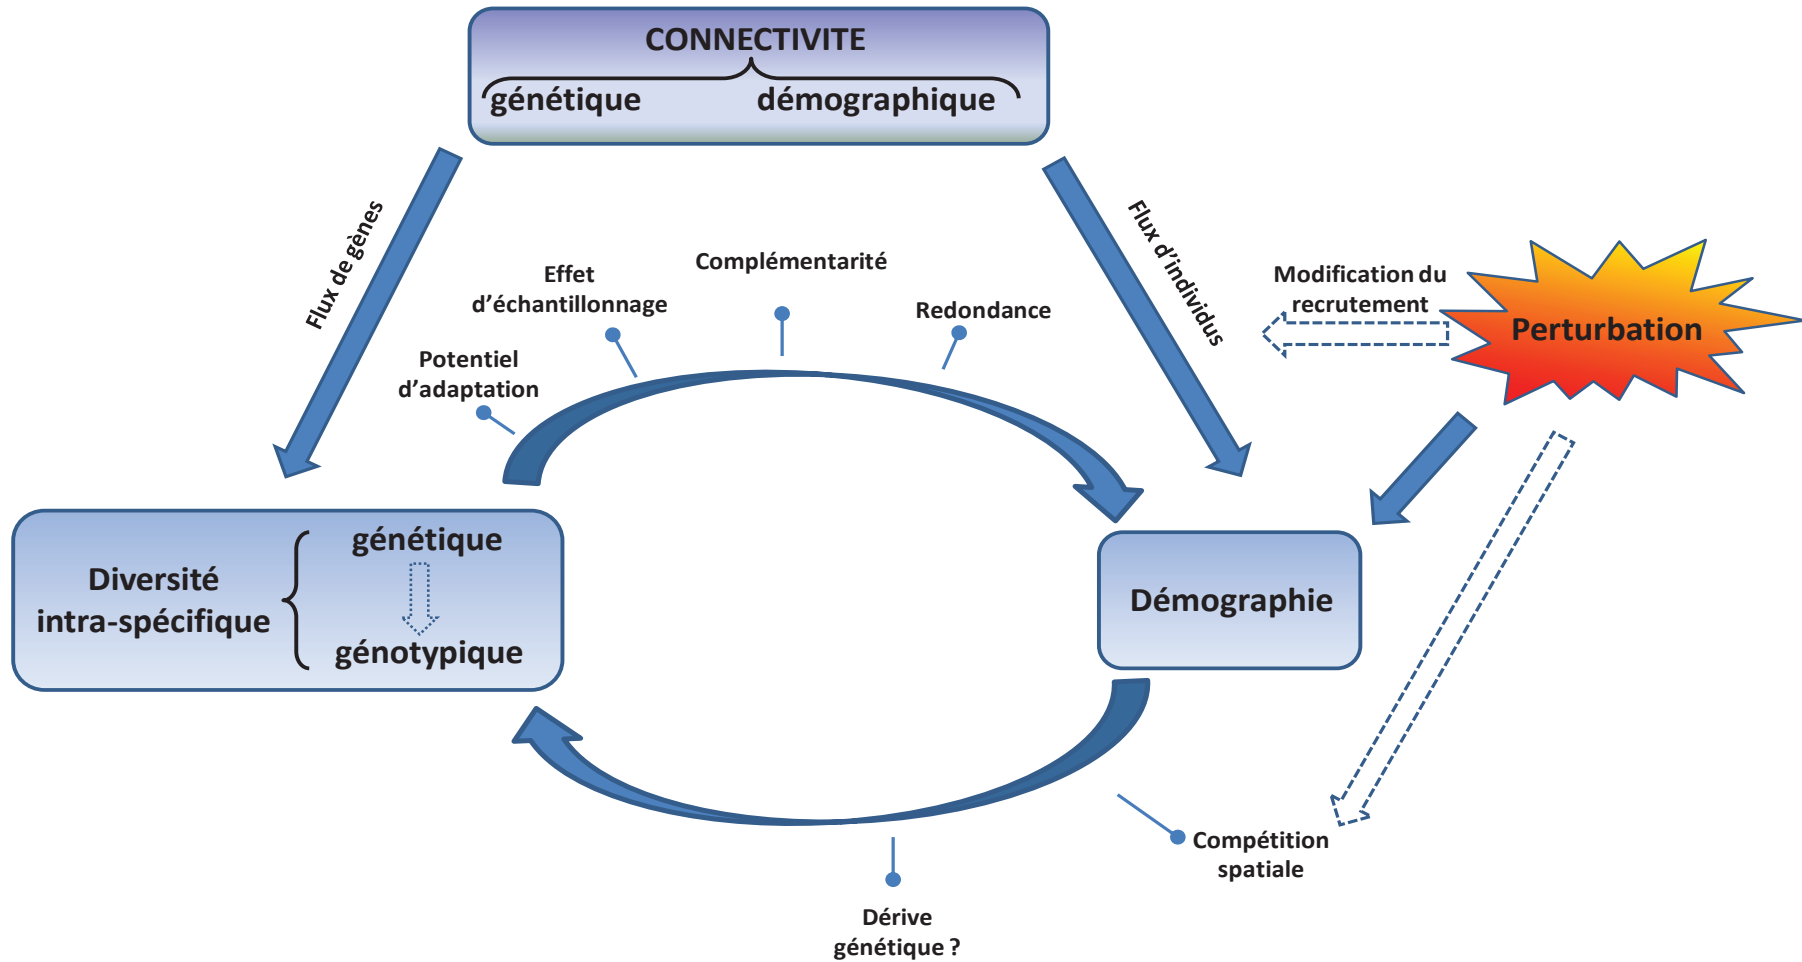 CONNECTIVITE
génétique démographique
Flux de gènes
Flux d'individus
Effet
d'échantillonnage
Complémentarité
Redondance
Potentiel
d'adaptation
Modification du
recrutement
Perturbation
Diversité
intra-spécifique
génétique
génotypique
Démographie
Compétition
spatiale
Dérive
génétique ?